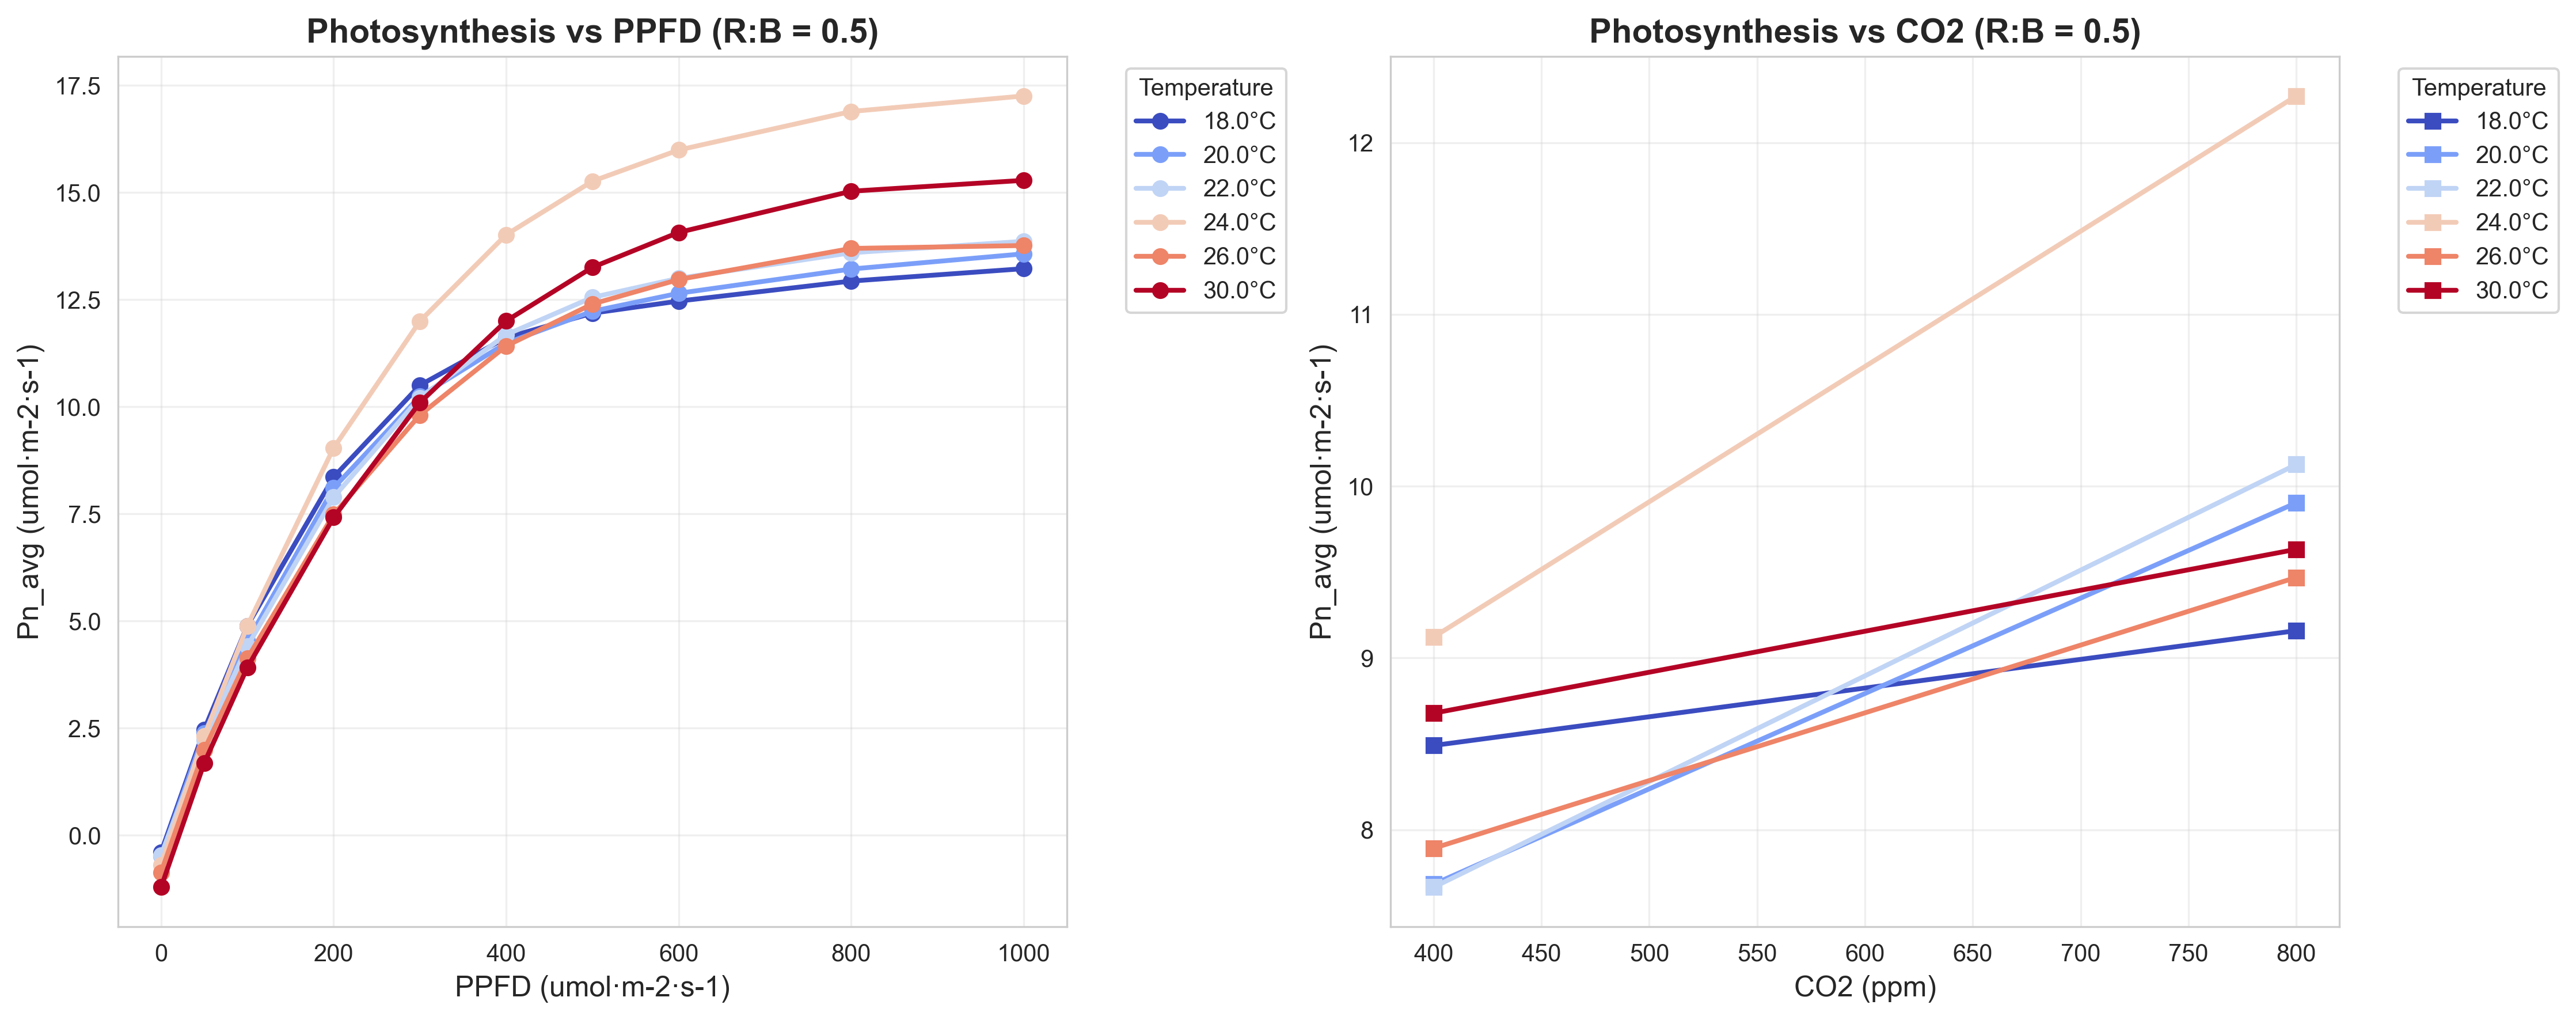 Photosynthesis vs PPFD (R:B = 0.5)
17.5
15.0
12.5
10.0
7.5
5.0
2.5
0.0
Pn_avg (umol·m-2·s-1)
0
200
400
600
800
1000
PPFD (umol·m-2·s-1)
Temperature
18.0°C
20.0°C
22.0°C
24.0°C
26.0°C
30.0°C
Photosynthesis vs CO2 (R:B = 0.5)
12
11
10
9
8
Pn_avg (umol·m-2·s-1)
400
450
500
550
600
650
700
750
800
CO2 (ppm)
Temperature
18.0°C
20.0°C
22.0°C
24.0°C
26.0°C
30.0°C